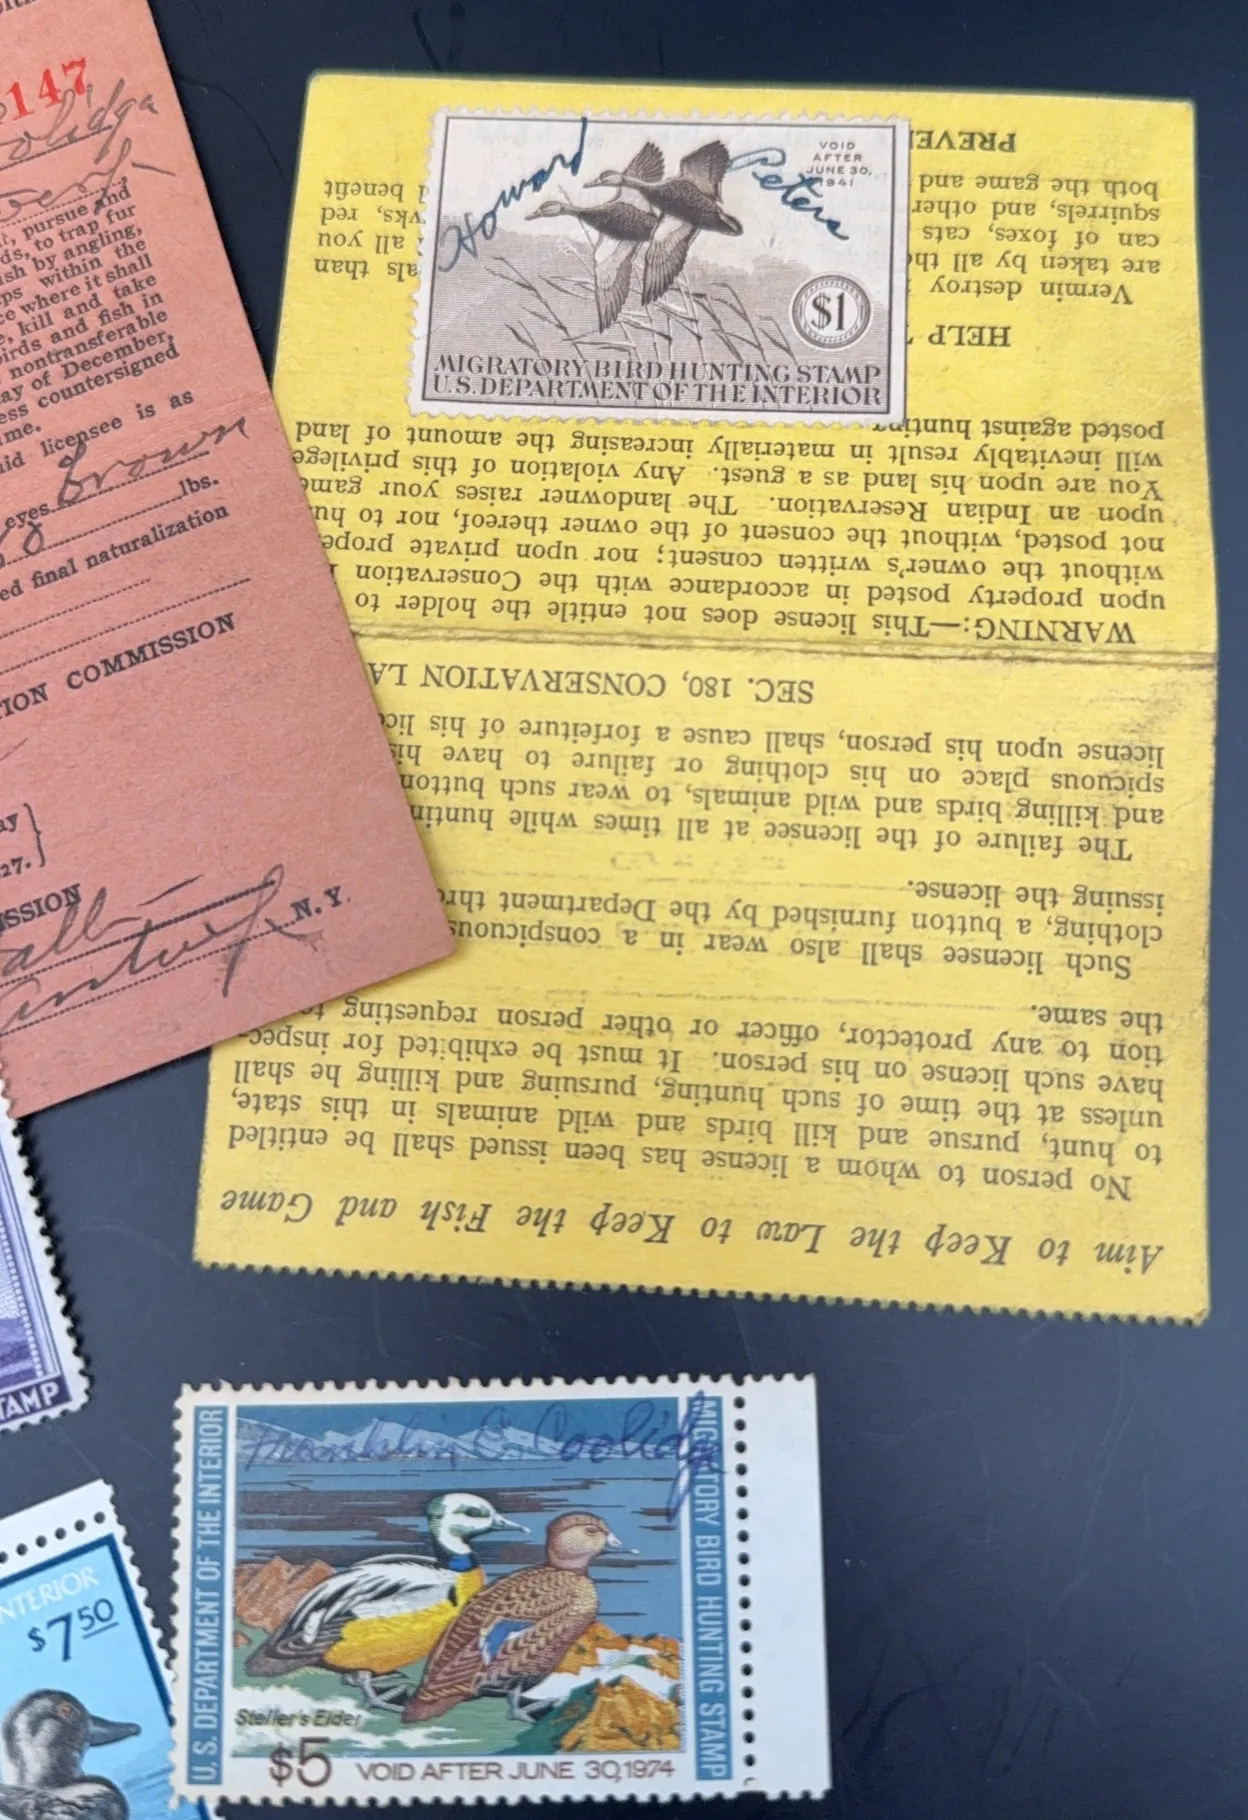 147
pursue and
to trap fur
by angling,
within the
where it shall
kill and take
birds and fish in
nontransferable
of December,
countersigned
licensee is as
eyes Brown
lbs.
final naturalization
COMMISSION
N. Y.
Howard Peters
VOID
AFTER
JUNE 30,
1941
$1
MIGRATORY BIRD HUNTING STAMP
U.S. DEPARTMENT OF THE INTERIOR
Aim to Keep the Law to Keep the Fish and Game
No person to whom a license has been issued shall be entitled
to hunt, pursue and kill birds and wild animals in this state,
unless at the time of such hunting, pursuing and killing he shall
have such license on his person. It must be exhibited for inspec-
tion to any protector, officer or other person requesting to
the same.
Such licensee shall also wear in a conspicuous
clothing, a button furnished by the Department
issuing the license.
The failure of the licensee at all times while
and killing birds and wild animals, to wear such button
spicuous place on his clothing or failure to have his
license upon his person, shall cause a forfeiture of his
SEC. 180, CONSERVATION
WARNING:—This license does not entitle the holder to
upon property posted in accordance with the Conservation
without the owner's written consent; nor upon private
not posted, without the consent of the owner thereof, nor to
upon an Indian Reservation. The landowner raises your game
You are upon his land as a guest. Any violation of this privilege
will inevitably result in materially increasing the amount of land
posted against
HELP
Vermin destroy
are taken by all than
can of foxes, cats all you
squirrels, and other red
both the game and benefit
STAMP
INTERIOR
$7.50
Franklin C. Coolidge
U. S. DEPARTMENT OF THE INTERIOR
MIGRATORY BIRD HUNTING STAMP
Steller's Eider
$5 VOID AFTER JUNE 30, 1974